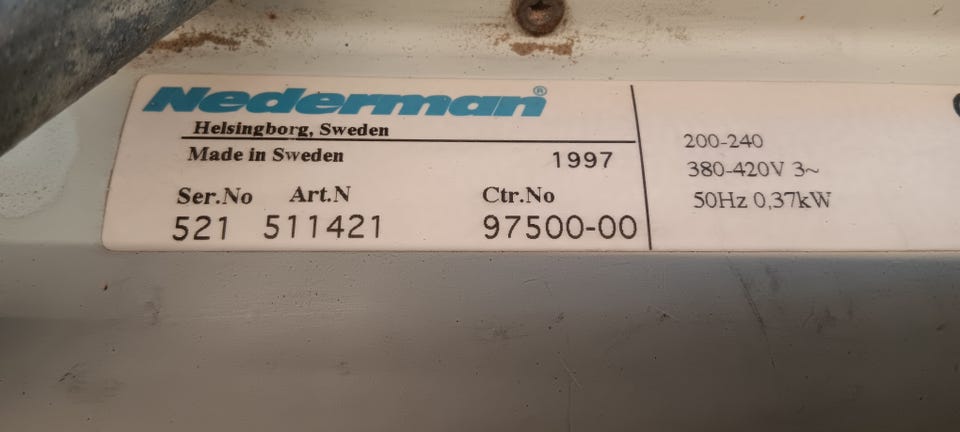 Nederman®
Helsingborg, Sweden
Made in Sweden 1997
Ser.No Art.N Ctr.No
521 511421 97500-00
200-240
380-420V 3~
50Hz 0,37kW